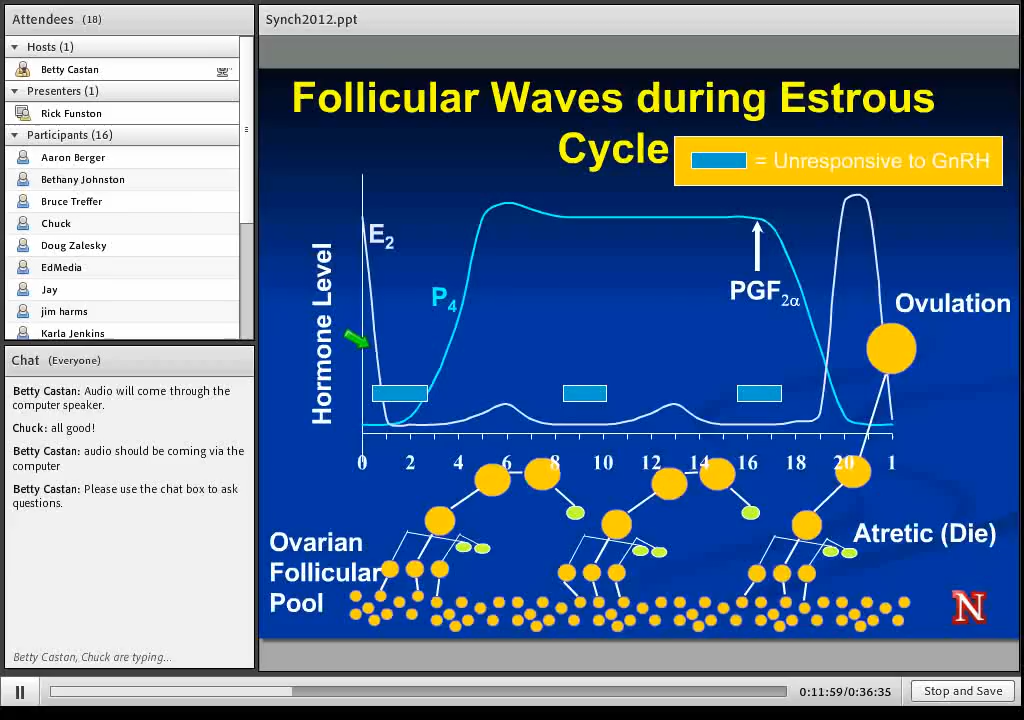 Attendees (18)
Hosts (1)
Betty Castan
Presenters (1)
Rick Funston
Participants (16)
Aaron Berger
Bethany Johnston
Bruce Treffer
Chuck
Doug Zalesky
EdMedia
Jay
jim harms
Karla Jenkins
Chat (Everyone)
Betty Castan: Audio will come through the
computer speaker.
Chuck: all good!
Betty Castan: audio should be coming via the
computer
Betty Castan: Please use the chat box to ask
questions.
Betty Castan, Chuck are typing...
Synch2012.ppt
Follicular Waves during Estrous
Cycle
= Unresponsive to GnRH
E2
P4
PGF2α
Ovulation
Hormone Level
0 2 4 6 8 10 12 14 16 18 20 1
Ovarian
Follicular
Pool
Atretic (Die)
N
0:11:59/0:36:35
Stop and Save